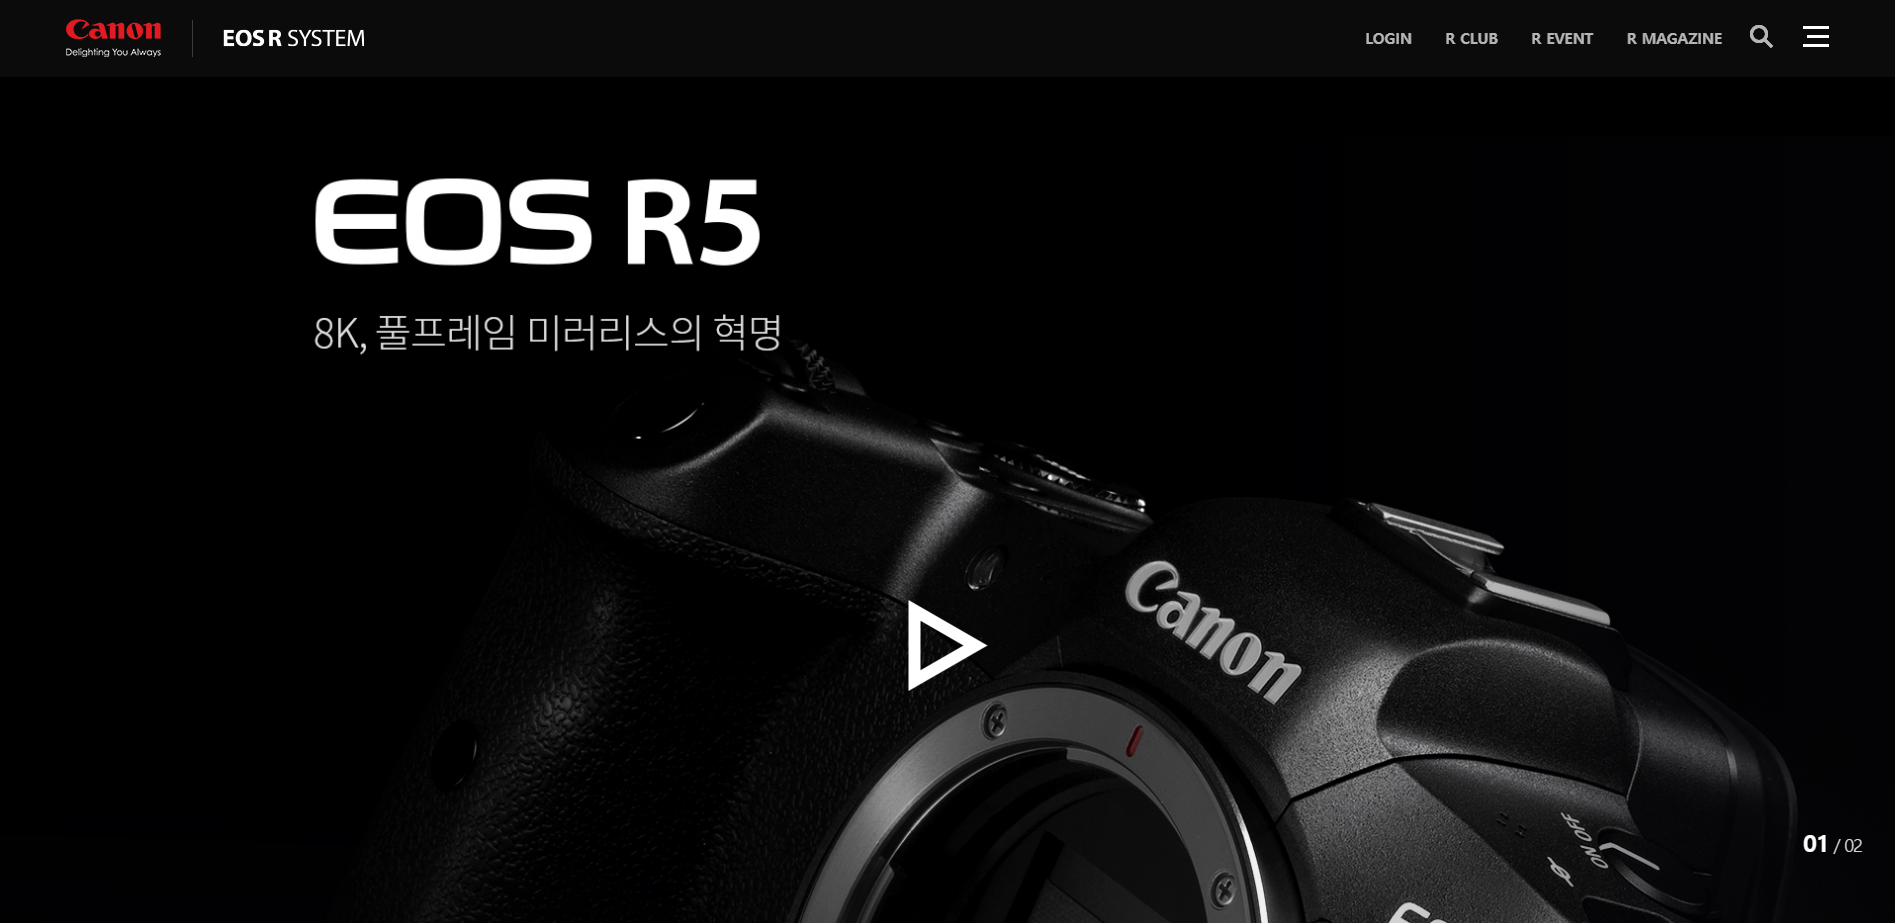 Canon
Delighting You Always
EOS R SYSTEM
LOGIN R CLUB R EVENT R MAGAZINE
EOS R5
8K, 풀프레임 미러리스의 혁명
Canon
ON OFF
01 / 02